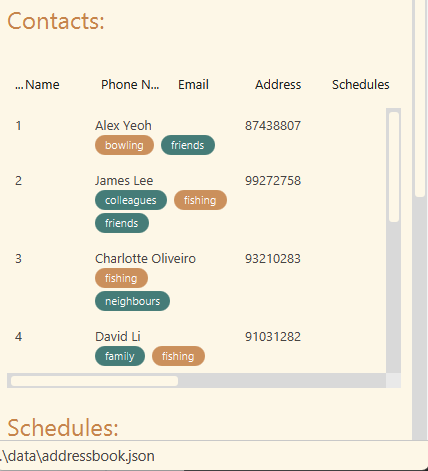 Contacts:
... Name Phone N... Email Address Schedules
1 Alex Yeoh 87438807
bowling friends
2 James Lee 99272758
colleagues fishing
friends
3 Charlotte Oliveiro 93210283
fishing
neighbours
4 David Li 91031282
family fishing
Schedules:
.\data\addressbook.json